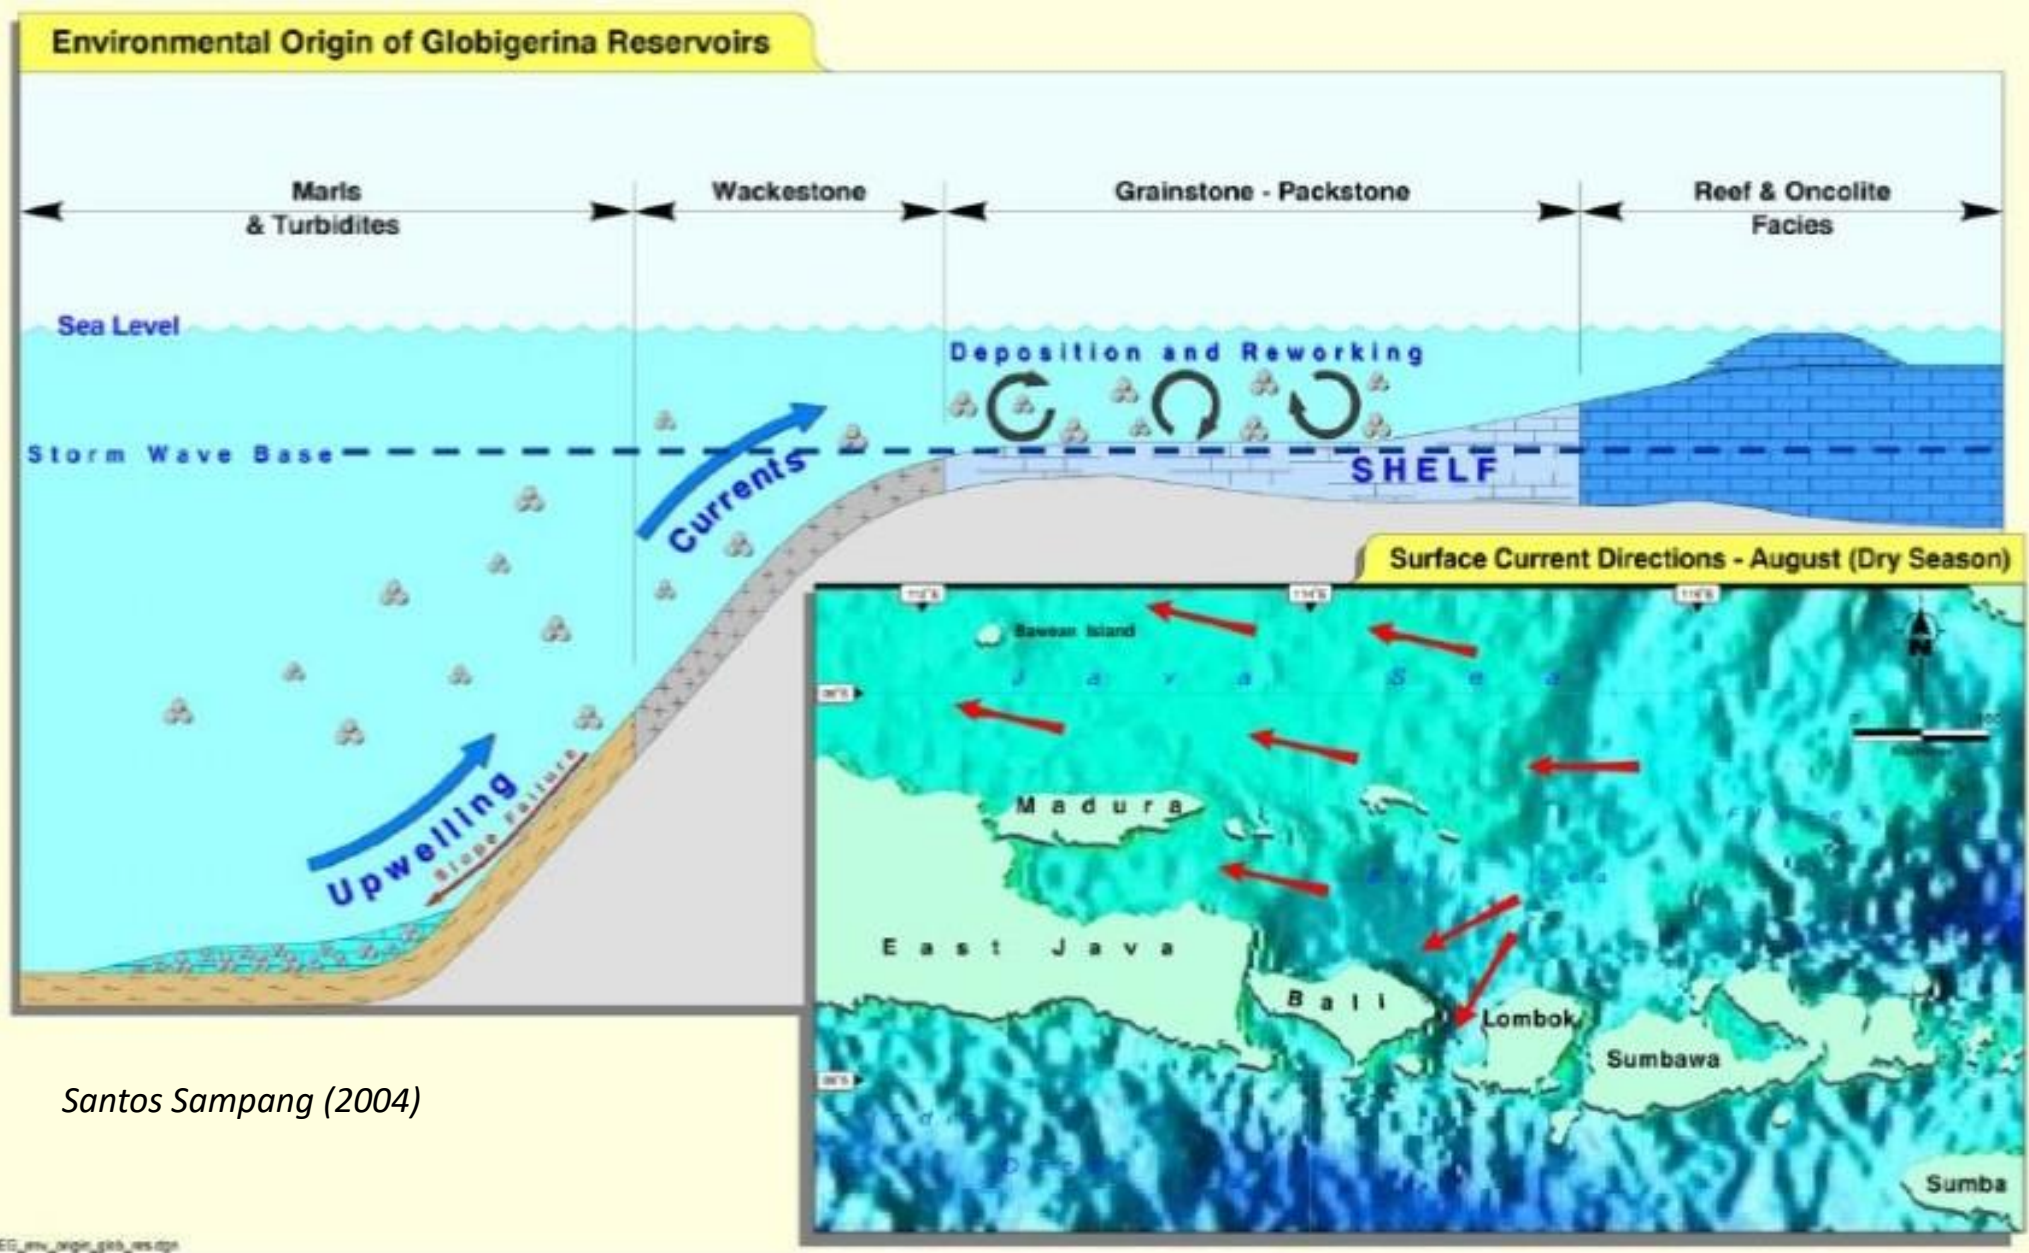 Environmental Origin of Globigerina Reservoirs
Marls
& Turbidites
Wackestone
Grainstone - Packstone
Reef & Oncolite
Facies
Sea Level
Deposition and Reworking
Storm Wave Base
Currents
SHELF
Upwelling
Slope Failure
Surface Current Directions - August (Dry Season)
Bawean Island
N
Java Sea
Madura
East Java
Bali
Lombok
Sumbawa
Sumba
Santos Sampang (2004)